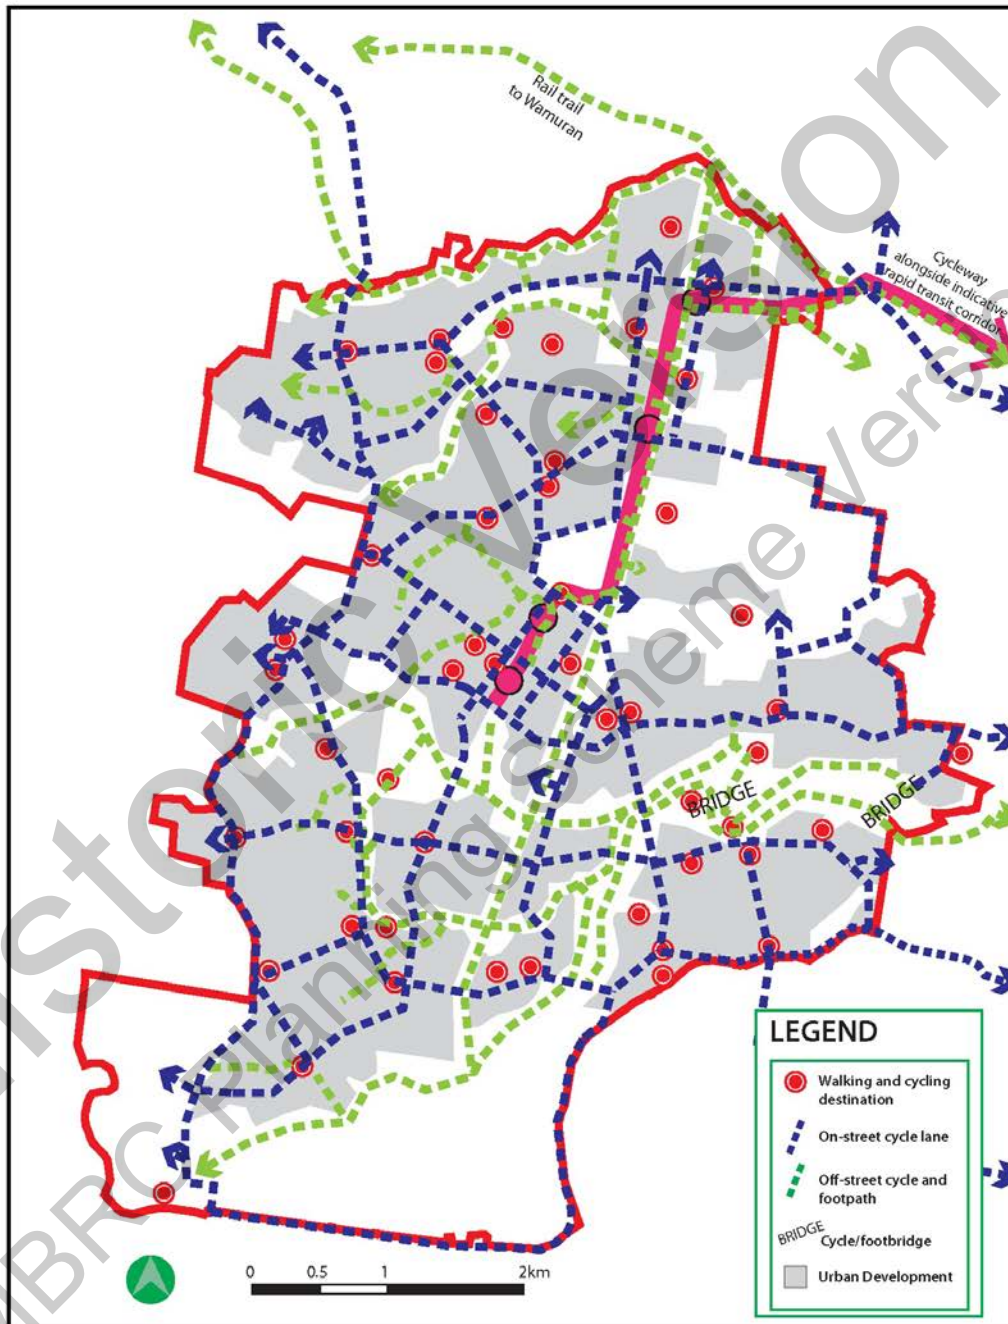 Rail trail
to Wamuran
Cycleway
alongside indicative
rapid transit corridor
BRIDGE
BRIDGE
LEGEND
Walking and cycling
destination
On-street cycle lane
Off-street cycle and
footpath
BRIDGE
Cycle/footbridge
Urban Development
0 0.5 1 2km
Historic Version
MBRC Planning Scheme Vers